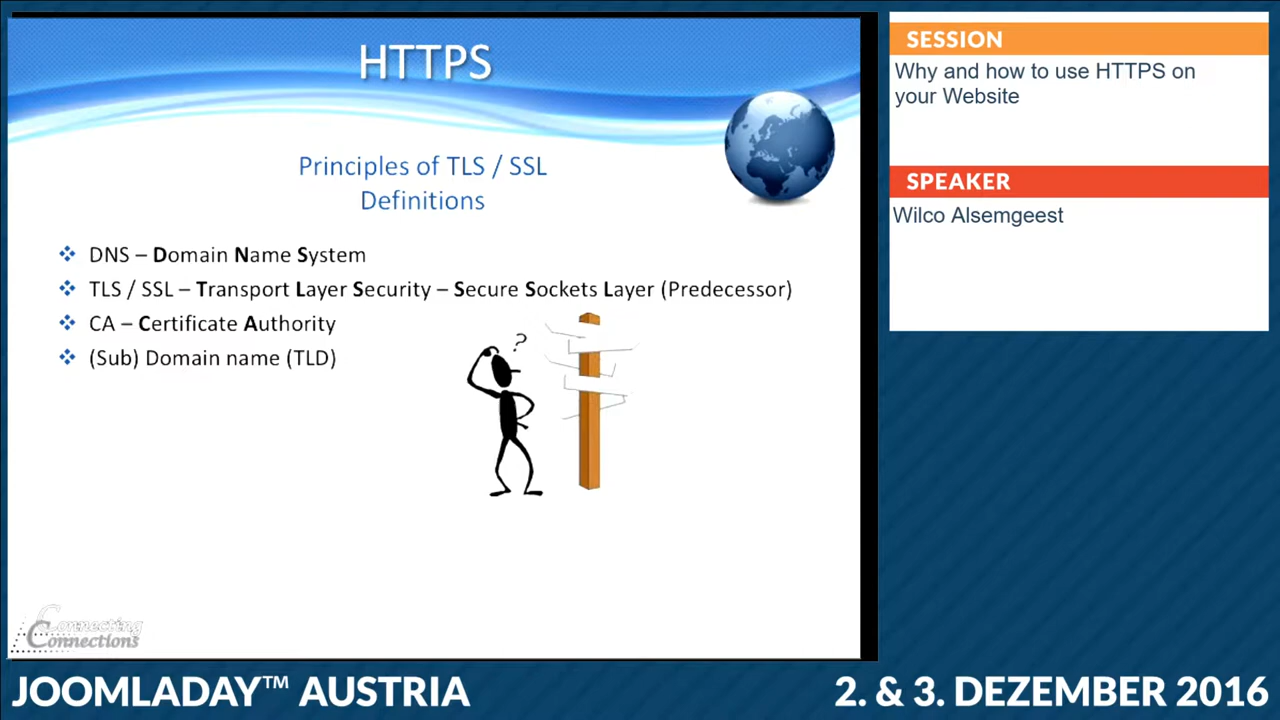 HTTPS
Principles of TLS / SSL
Definitions
DNS – Domain Name System
TLS / SSL – Transport Layer Security – Secure Sockets Layer (Predecessor)
CA – Certificate Authority
(Sub) Domain name (TLD)
?
Connecting
Connections
SESSION
Why and how to use HTTPS on
your Website
SPEAKER
Wilco Alsemgeest
JOOMLADAY™ AUSTRIA
2. & 3. DEZEMBER 2016